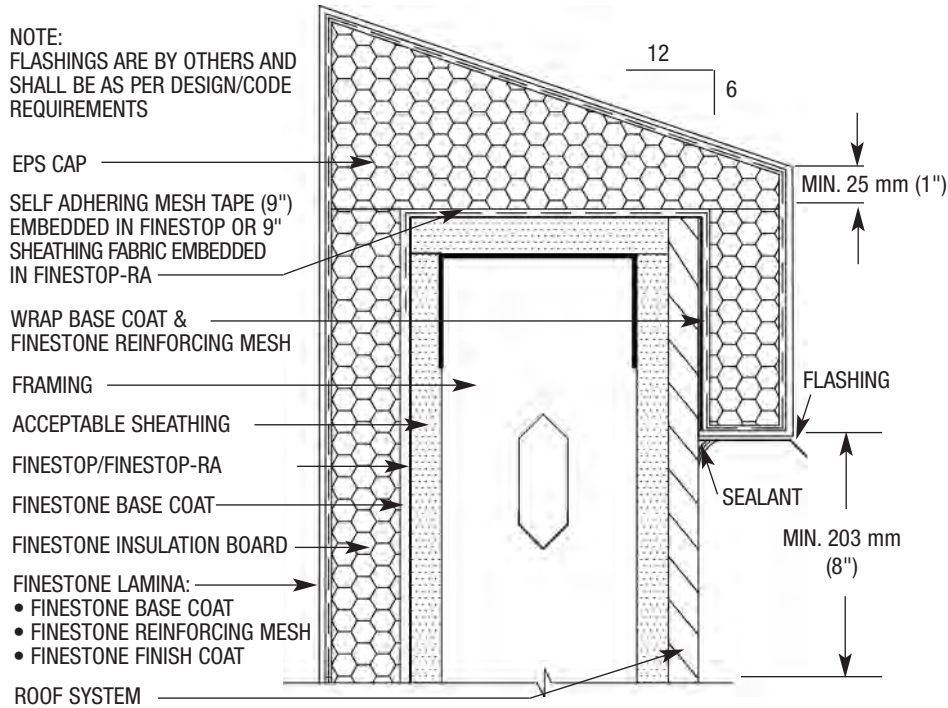 NOTE:
FLASHINGS ARE BY OTHERS AND
SHALL BE AS PER DESIGN/CODE
REQUIREMENTS
EPS CAP
SELF ADHERING MESH TAPE (9")
EMBEDDED IN FINESTOP OR 9"
SHEATHING FABRIC EMBEDDED
IN FINESTOP-RA
WRAP BASE COAT &
FINESTONE REINFORCING MESH
FRAMING
ACCEPTABLE SHEATHING
FINESTOP/FINESTOP-RA
FINESTONE BASE COAT
FINESTONE INSULATION BOARD
FINESTONE LAMINA:
• FINESTONE BASE COAT
• FINESTONE REINFORCING MESH
• FINESTONE FINISH COAT
ROOF SYSTEM
12
6
MIN. 25 mm (1")
FLASHING
SEALANT
MIN. 203 mm
(8")